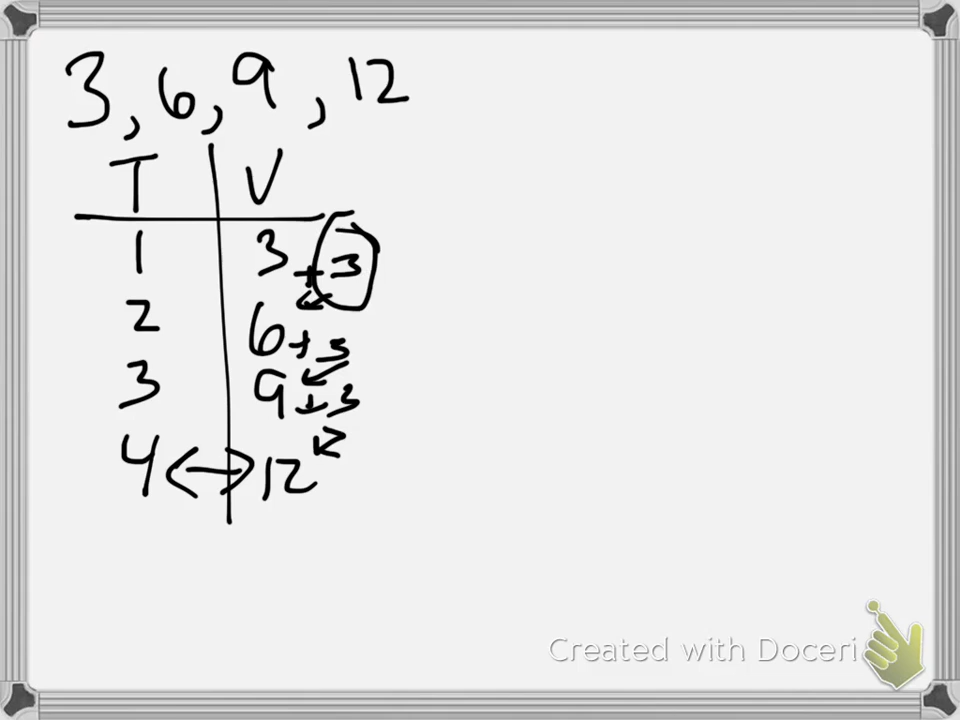 3, 6, 9, 12
T V
1 3 + 3
2 6 + 3
3 9 + 3
4 <-> 12
Created with Doceri